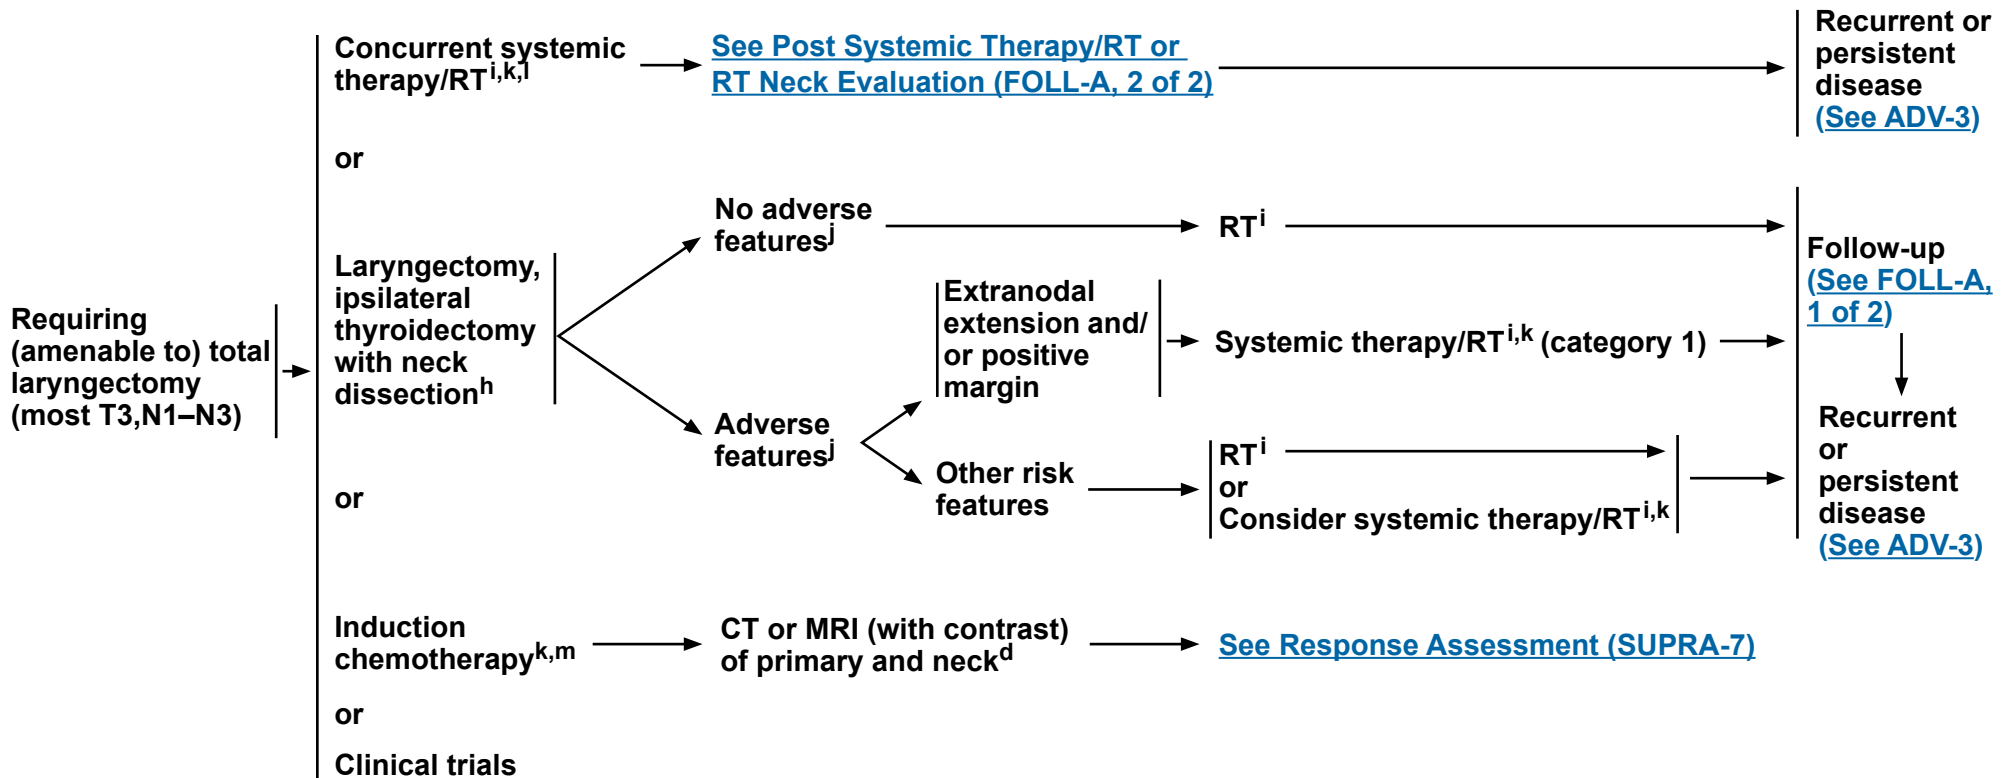 Requiring
(amenable to) total
laryngectomy
(most T3,N1–N3)
Concurrent systemic
therapy/RTi,k,l
See Post Systemic Therapy/RT or
RT Neck Evaluation (FOLL-A, 2 of 2)
Recurrent or
persistent
disease
(See ADV-3)
or
Laryngectomy,
ipsilateral
thyroidectomy
with neck
dissectionh
No adverse
featuresj
RTi
Adverse
featuresj
Extranodal
extension and/
or positive
margin
Systemic therapy/RTi,k (category 1)
Other risk
features
RTi
or
Consider systemic therapy/RTi,k
Follow-up
(See FOLL-A,
1 of 2)
Recurrent
or
persistent
disease
(See ADV-3)
or
Induction
chemotherapyk,m
CT or MRI (with contrast)
of primary and neckd
See Response Assessment (SUPRA-7)
or
Clinical trials